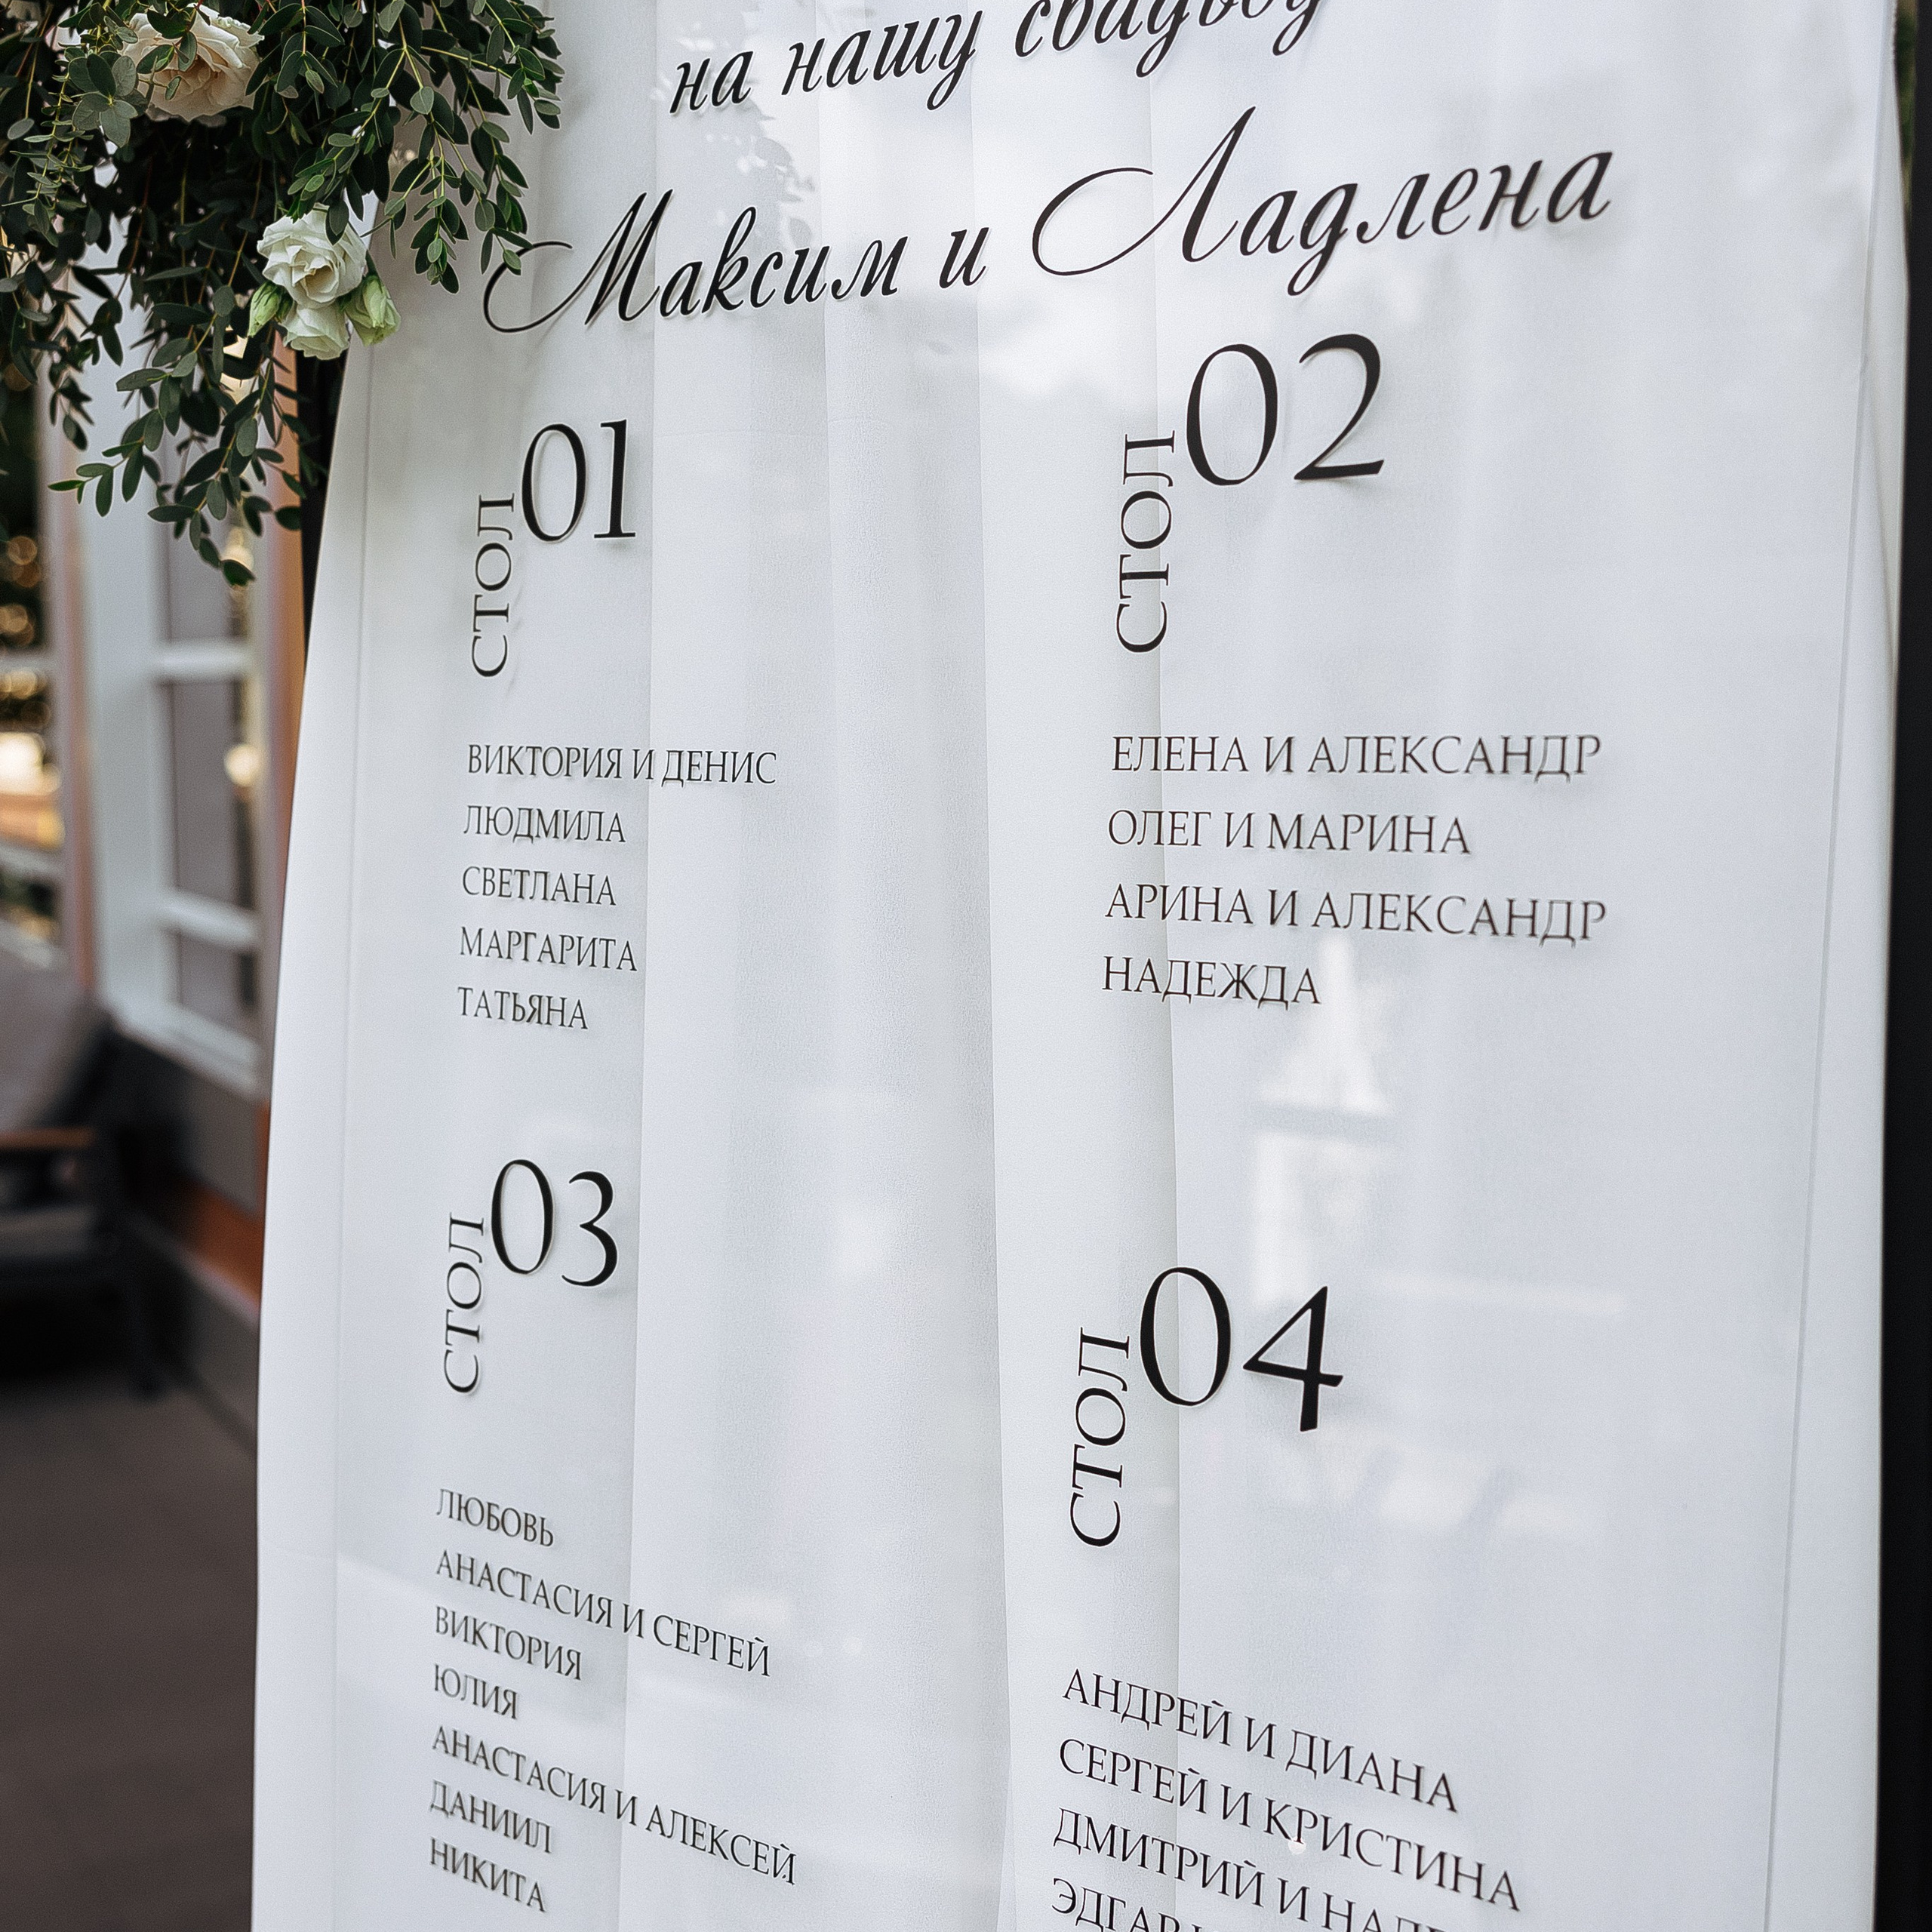 на нашу свадьбу
Максим и Ладлена
СТОЛ 01
ВИКТОРИЯ И ДЕНИС
ЛЮДМИЛА
СВЕТЛАНА
МАРГАРИТА
ТАТЬЯНА
СТОЛ 02
ЕЛЕНА И АЛЕКСАНДР
ОЛЕГ И МАРИНА
АРИНА И АЛЕКСАНДР
НАДЕЖДА
СТОЛ 03
ЛЮБОВЬ
АНАСТАСИЯ И СЕРГЕЙ
ВИКТОРИЯ
ЮЛИЯ
АНАСТАСИЯ И АЛЕКСЕЙ
ДАНИИЛ
НИКИТА
СТОЛ 04
АНДРЕЙ И ДИАНА
СЕРГЕЙ И КРИСТИНА
ДМИТРИЙ И